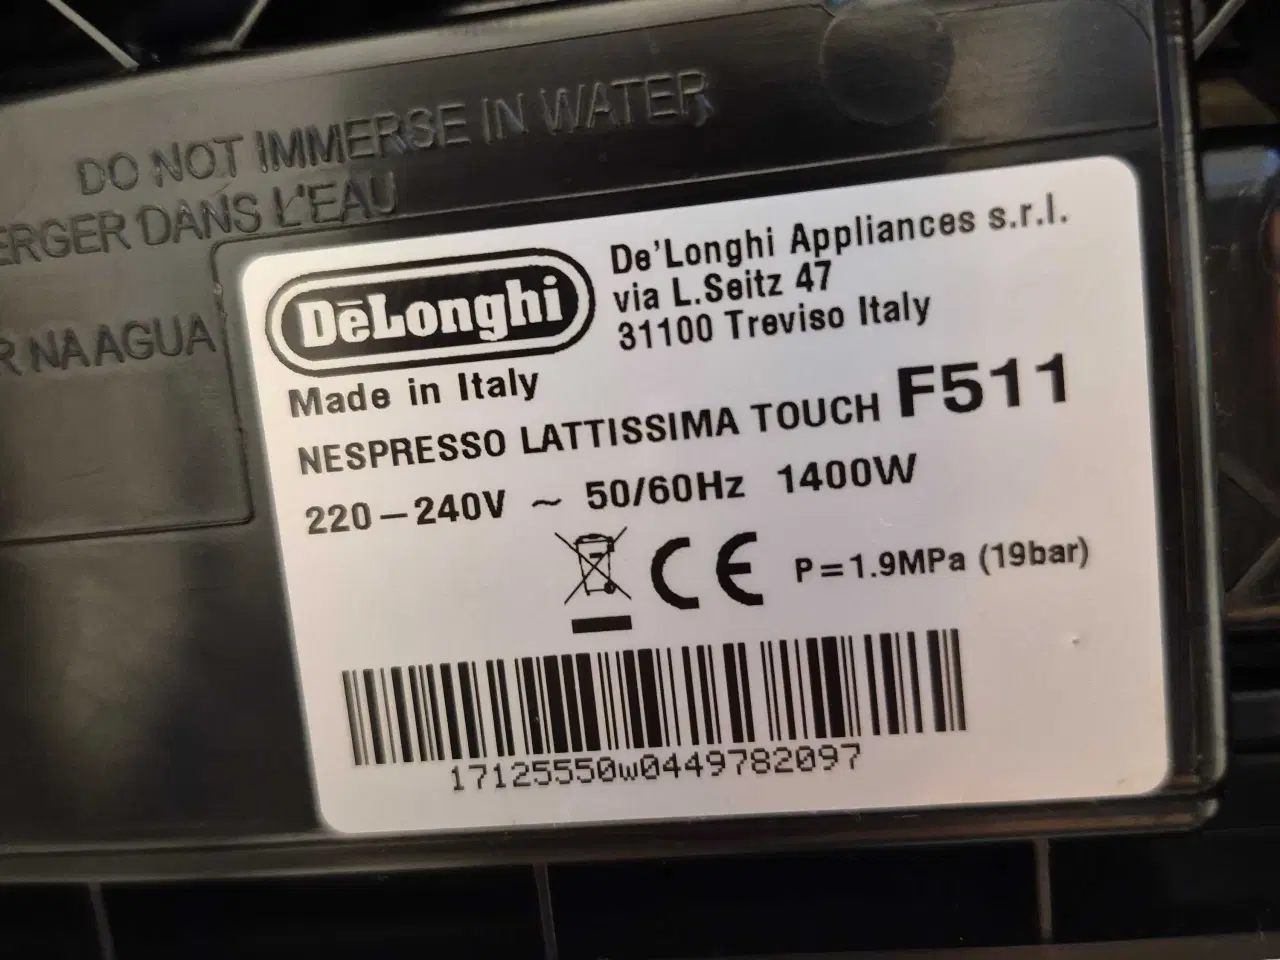 DO NOT IMMERSE IN WATER
ERGER DANS L'EAU
R NA AGUA
DēLonghi
De'Longhi Appliances s.r.l.
via L.Seitz 47
31100 Treviso Italy
Made in Italy
NESPRESSO LATTISSIMA TOUCH F511
220-240V ~ 50/60Hz 1400W
CE P=1.9MPa (19bar)
17125550w0449782097